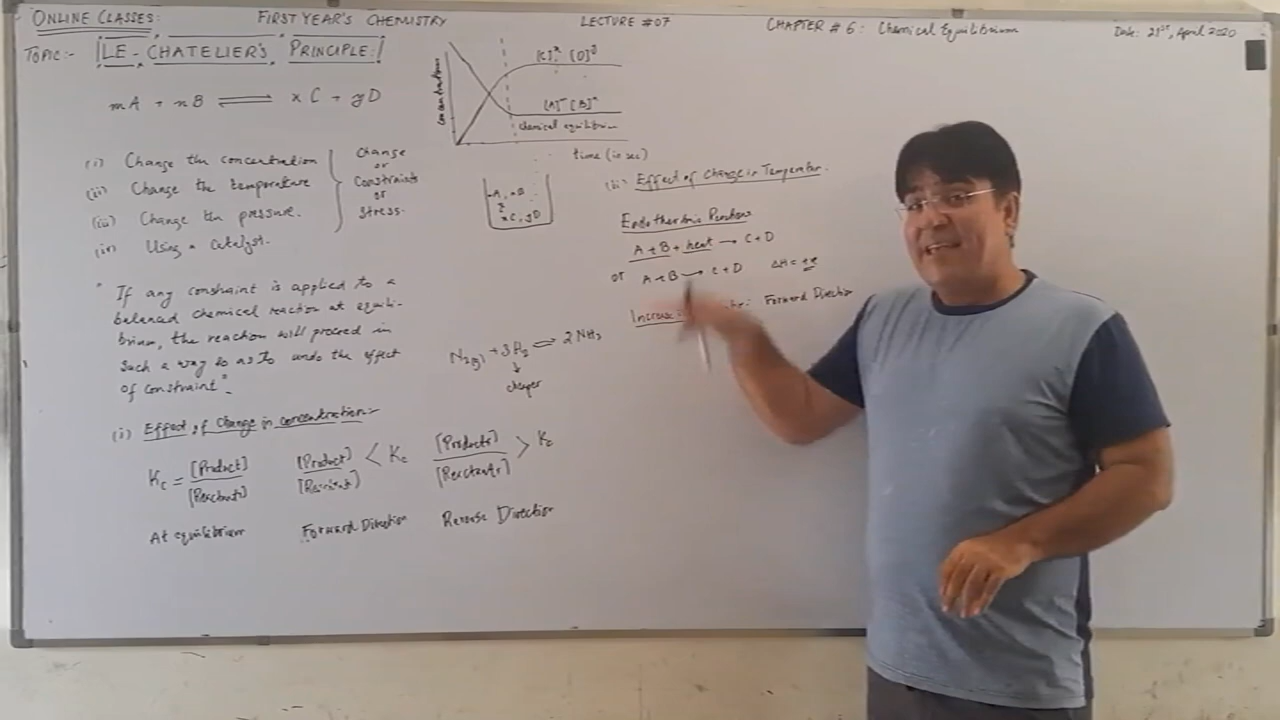 ONLINE CLASSES: FIRST YEAR'S CHEMISTRY LECTURE #07 CHAPTER # 6: Chemical Equilibrium Date: 21st, April 2020
Topic:- LE-CHATELIER'S PRINCIPLE:
mA + nB ⇌ xC + yD
(i) Change the concentration
(ii) Change the temperature
(iii) Change the pressure.
(iv) Using a Catalyst.
Change
or
Constraints
or
Stress.
"If any constraint is applied to a
balanced chemical reaction at equili-
brium, the reaction will proceed in
such a way so as to undo the effect
of constraint".
(i) Effect of Change in concentration:-
Kc = [Product] / [Reactants]
[Product] / [Reactant] < Kc
[Products] / [Reactants] > Kc
At equilibrium Forward Direction Reverse Direction
concentrations
[C]x [D]y
[A]m [B]n
chemical equilibrium
time (in sec)
mA, nB
xC, yD
N2(g) + 3H2 ⇌ 2NH3
cheaper
(ii) Effect of Change in Temperature.
Endothermic Reactions
A + B + heat → C + D
or A + B → C + D ΔH = +ve
Increase Forward Direction